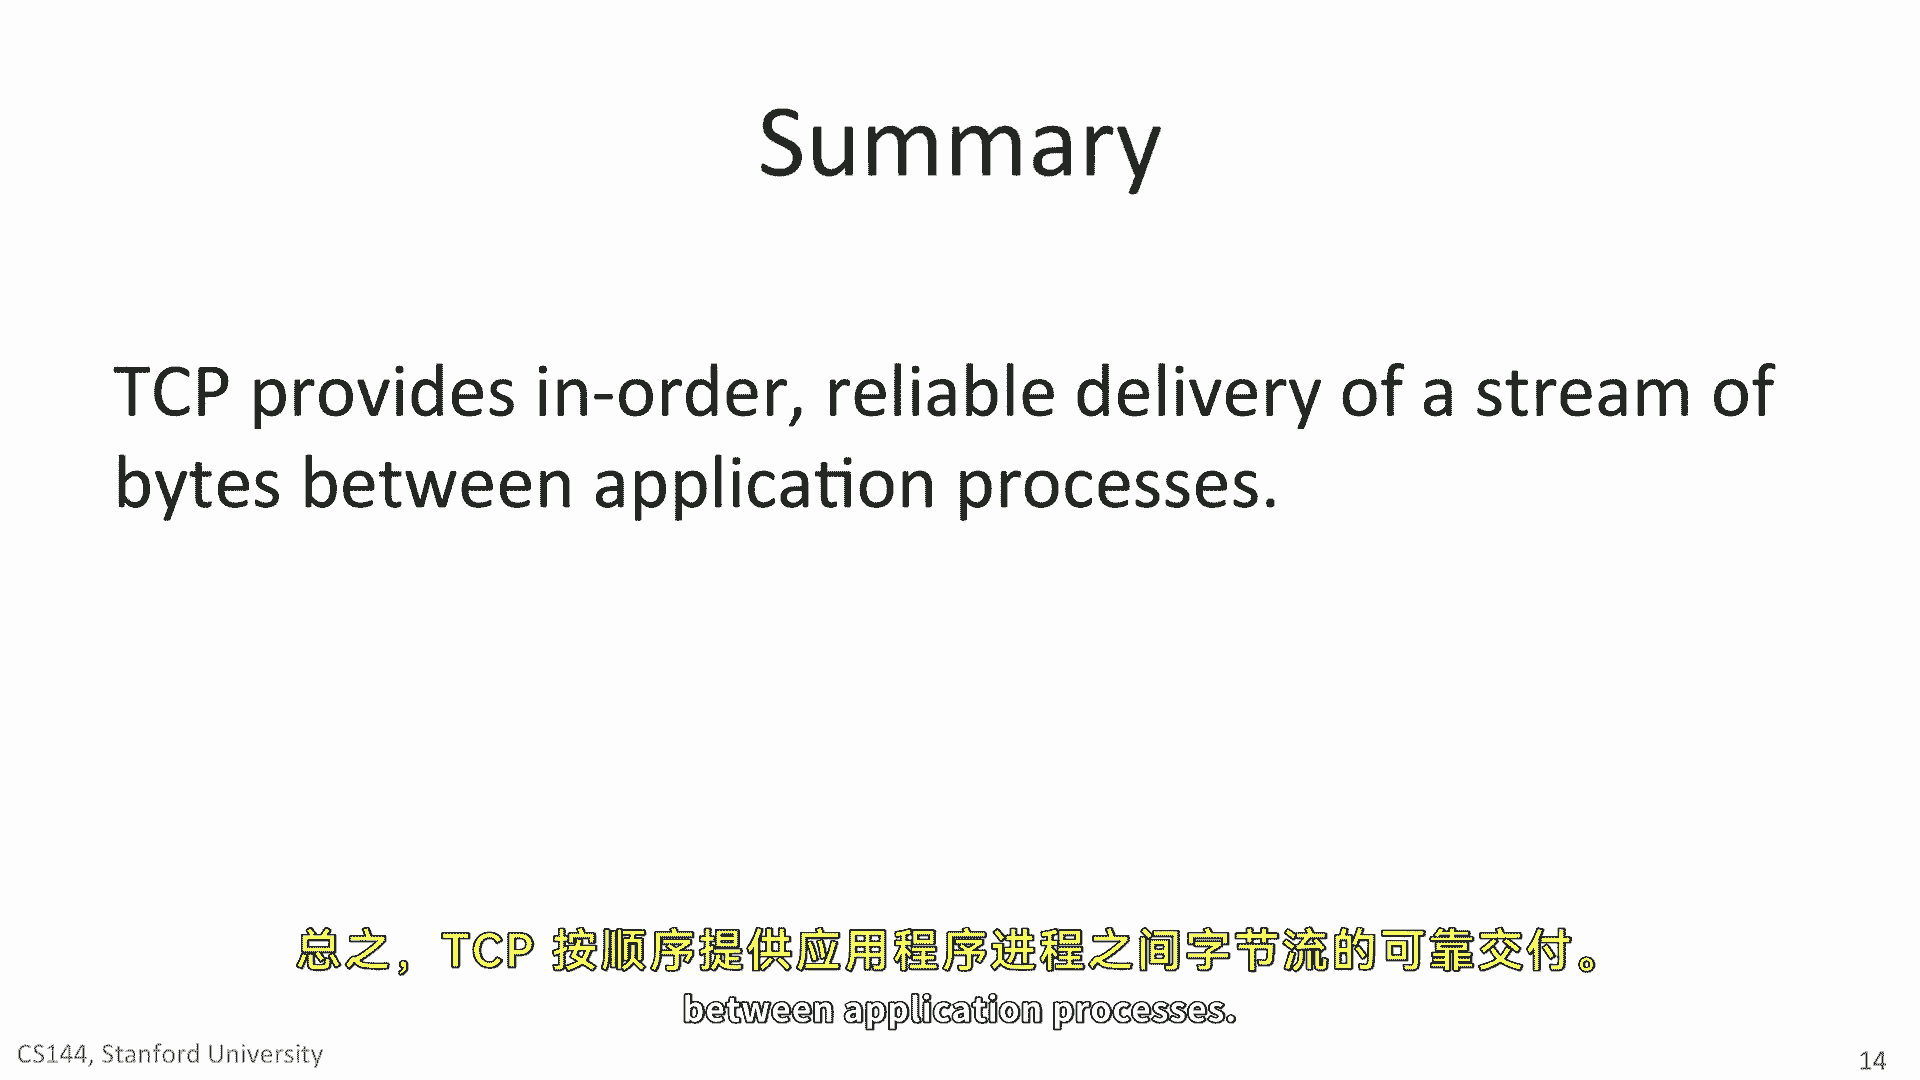 Summary
TCP provides in-order, reliable delivery of a stream of
bytes between application processes.
总之，TCP 按顺序提供应用程序进程之间字节流的可靠交付。
between application processes.
CS144, Stanford University
14